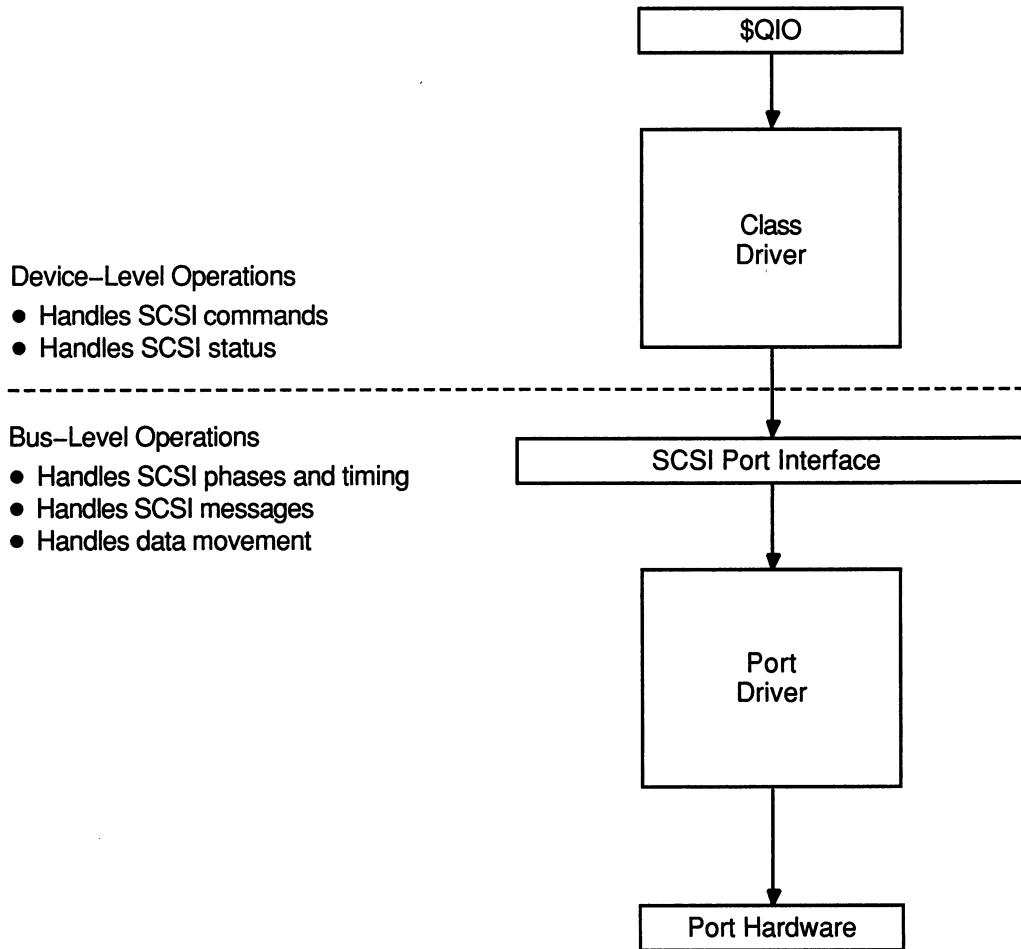 $QIO
Class
Driver
Device–Level Operations
● Handles SCSI commands
● Handles SCSI status
Bus–Level Operations
● Handles SCSI phases and timing
● Handles SCSI messages
● Handles data movement
SCSI Port Interface
Port
Driver
Port Hardware